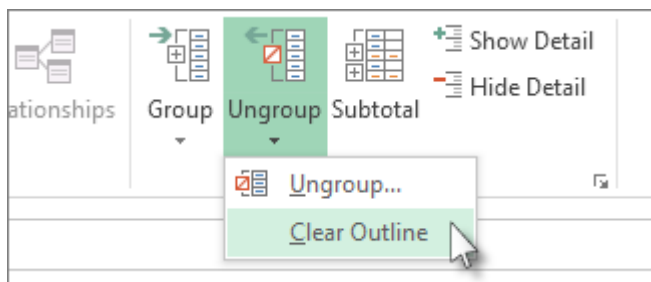 ationships
Group
Ungroup
Subtotal
Show Detail
Hide Detail
Ungroup...
Clear Outline